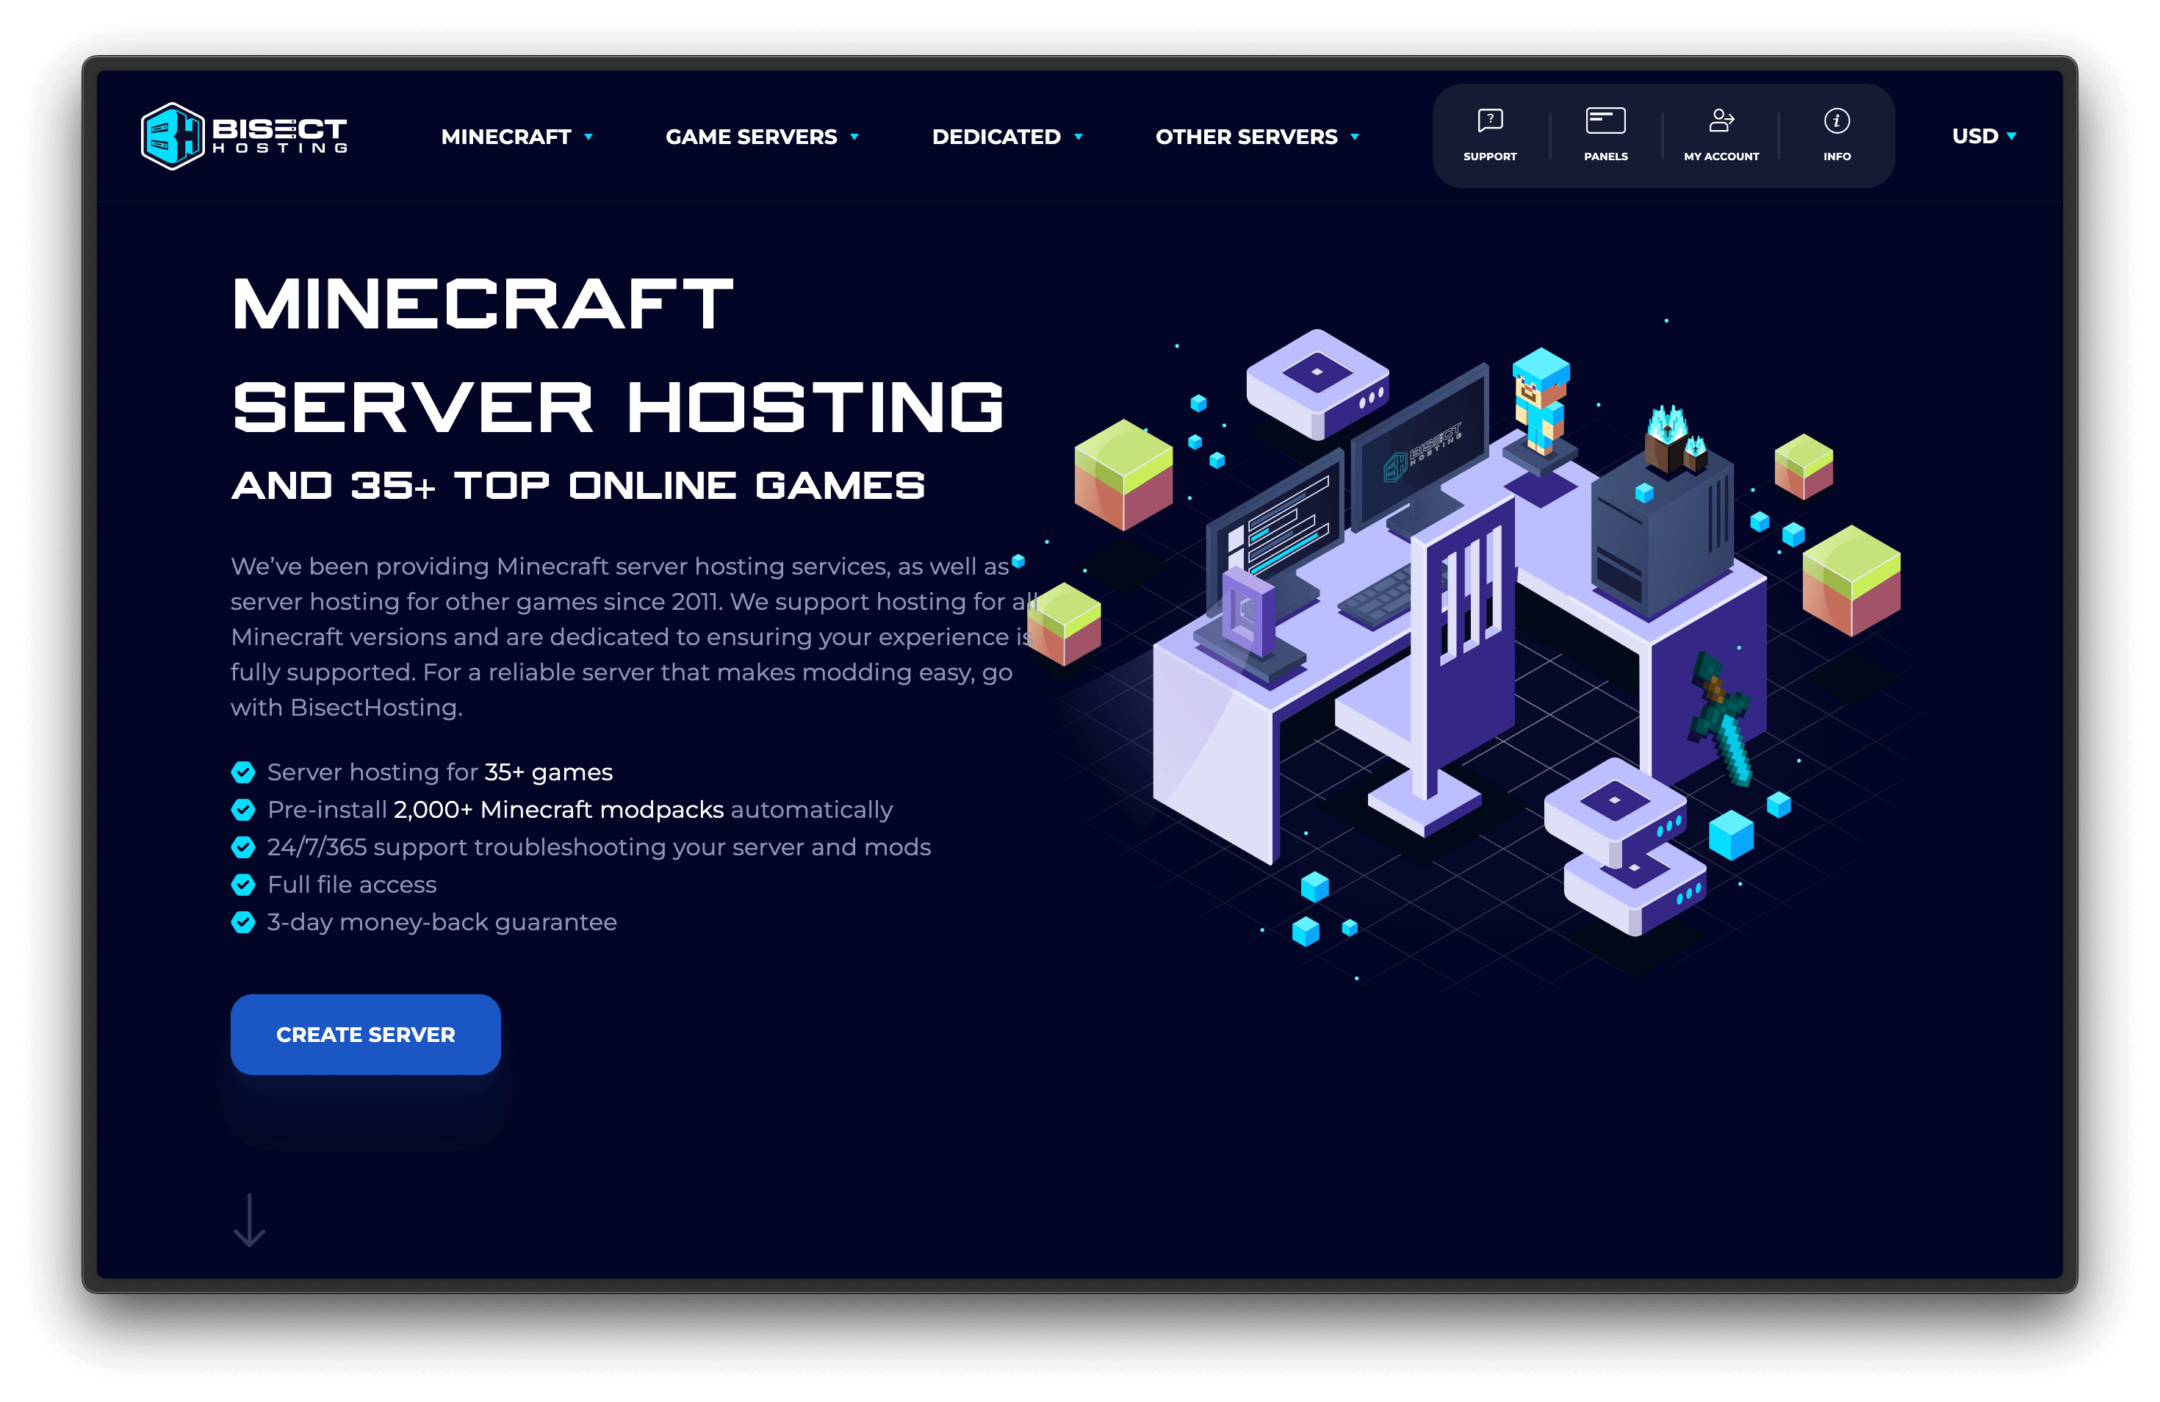 BISECT
HOSTING
MINECRAFT
GAME SERVERS
DEDICATED
OTHER SERVERS
SUPPORT
PANELS
MY ACCOUNT
INFO
USD
MINECRAFT
SERVER HOSTING
AND 35+ TOP ONLINE GAMES
We’ve been providing Minecraft server hosting services, as well as
server hosting for other games since 2011. We support hosting for all
Minecraft versions and are dedicated to ensuring your experience is
fully supported. For a reliable server that makes modding easy, go
with BisectHosting.
Server hosting for 35+ games
Pre-install 2,000+ Minecraft modpacks automatically
24/7/365 support troubleshooting your server and mods
Full file access
3-day money-back guarantee
CREATE SERVER
BISECT
HOSTING